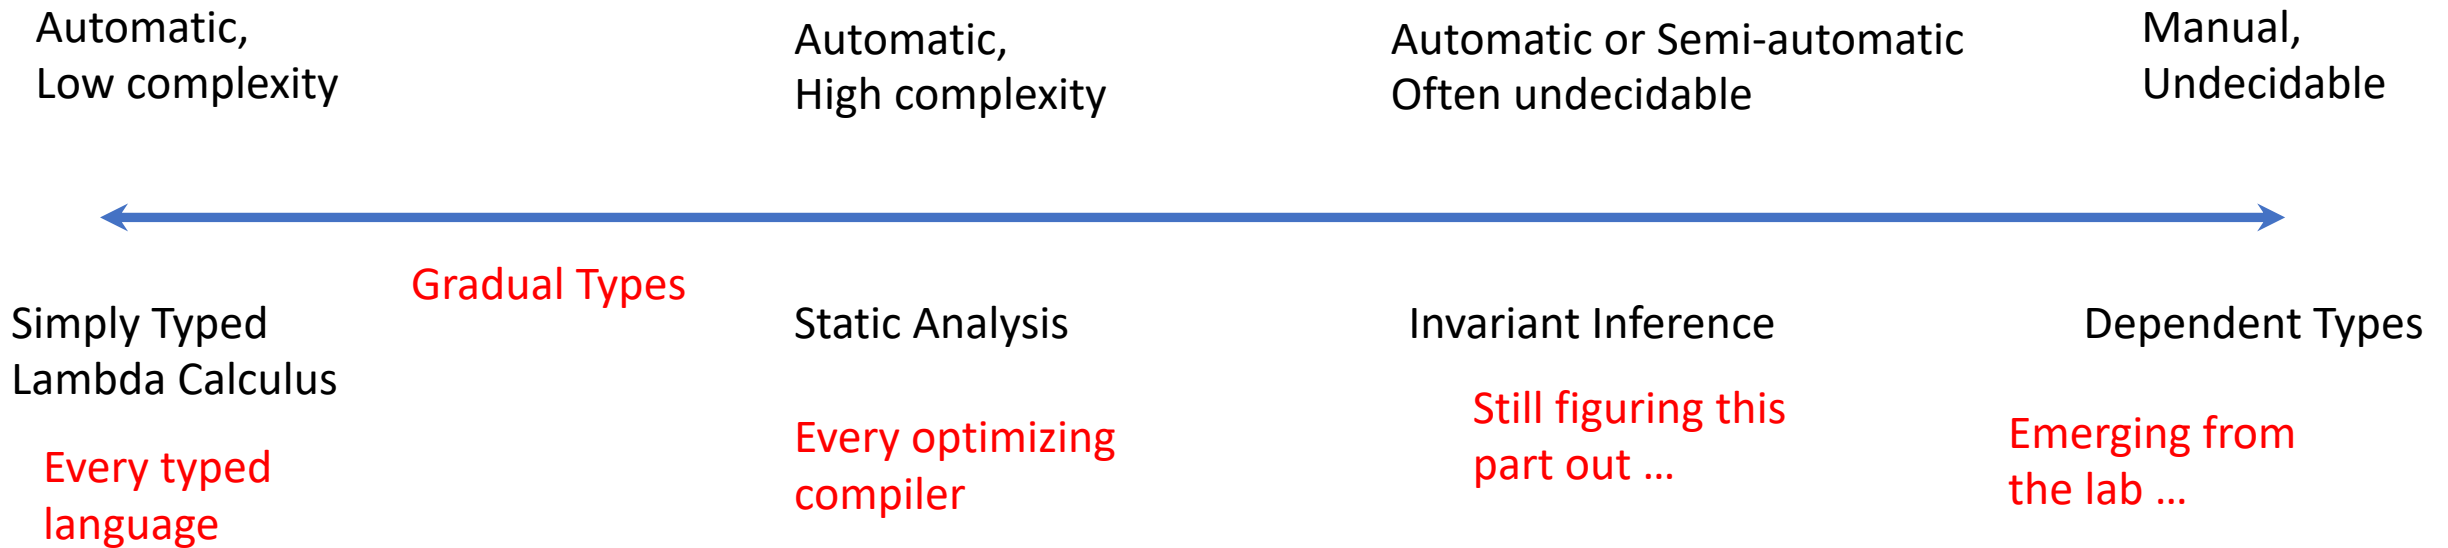 Automatic,
Low complexity
Automatic,
High complexity
Automatic or Semi-automatic
Often undecidable
Manual,
Undecidable
Gradual Types
Simply Typed
Lambda Calculus
Static Analysis
Invariant Inference
Dependent Types
Every typed
language
Every optimizing
compiler
Still figuring this
part out ...
Emerging from
the lab ...